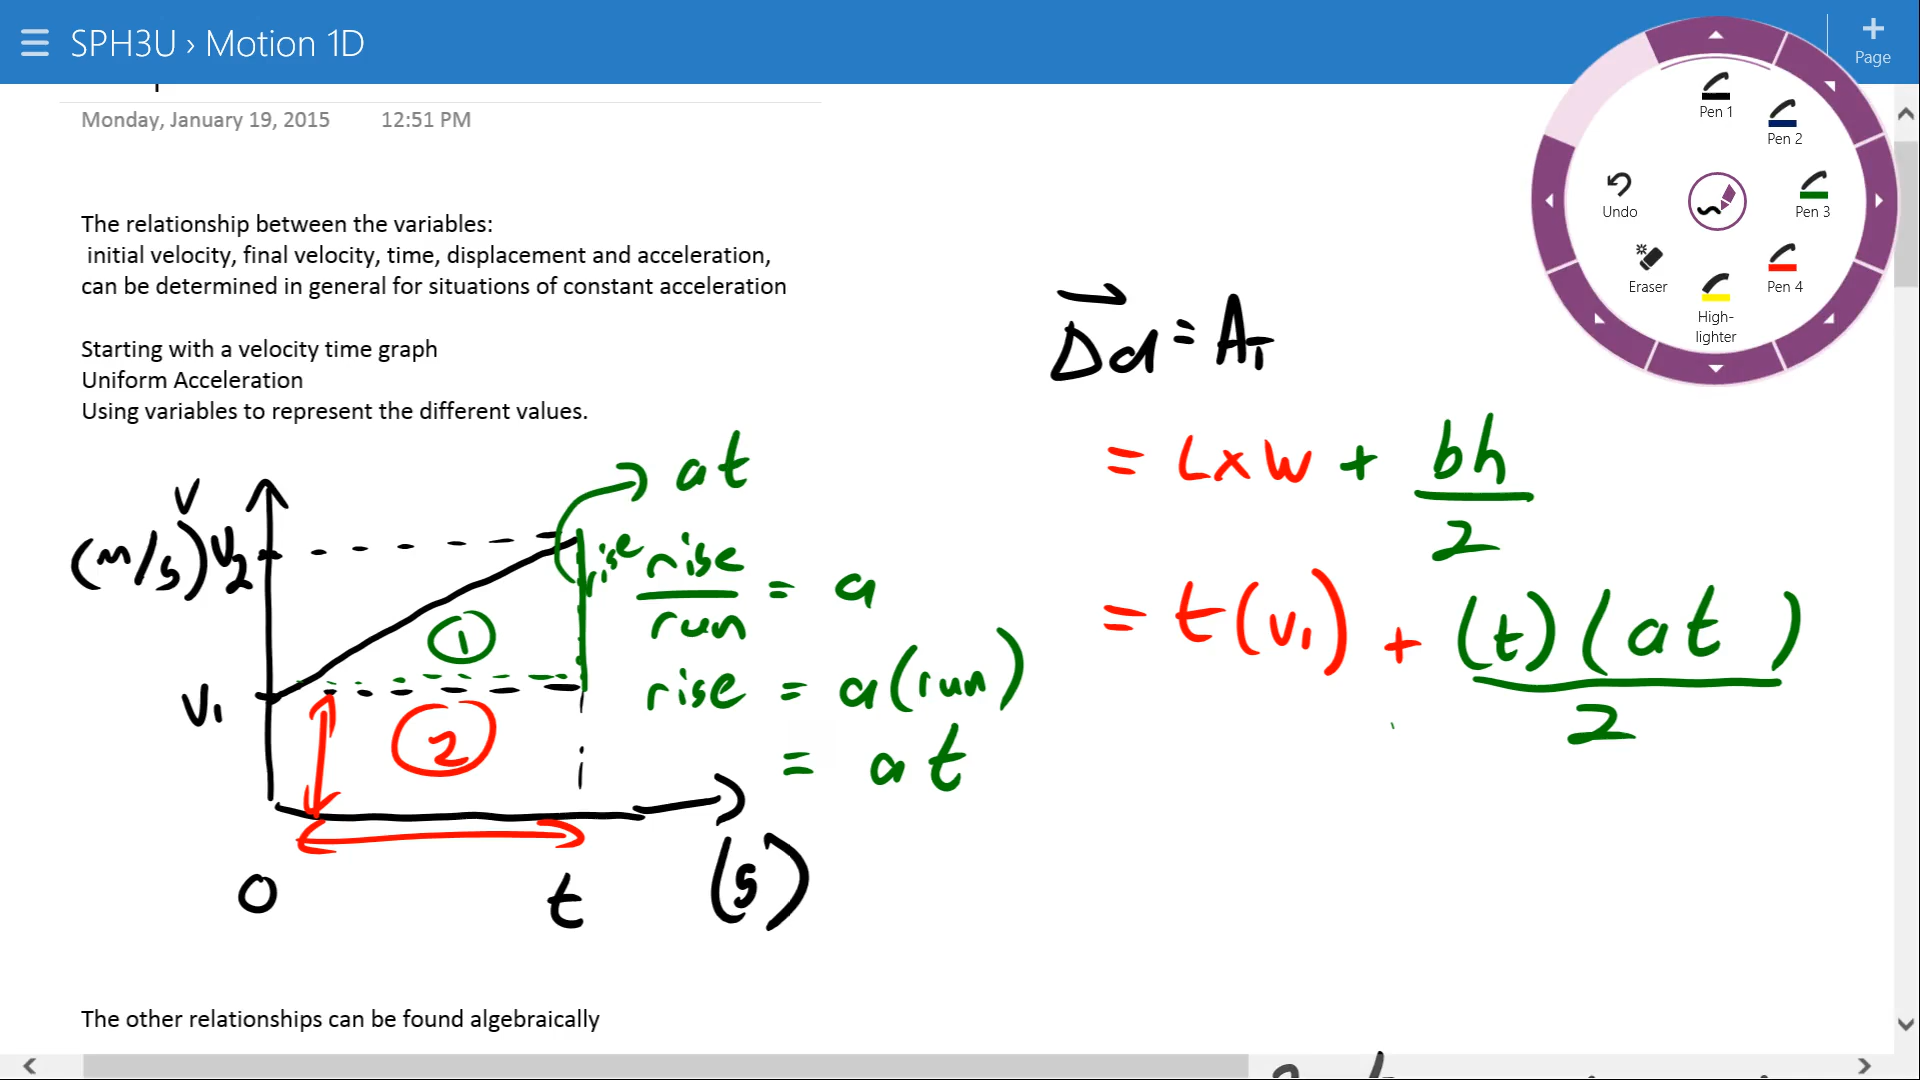 SPH3U › Motion 1D
Page
Pen 1
Pen 2
Pen 3
Pen 4
High-
lighter
Eraser
Undo
Monday, January 19, 2015 12:51 PM
The relationship between the variables:
initial velocity, final velocity, time, displacement and acceleration,
can be determined in general for situations of constant acceleration
Starting with a velocity time graph
Uniform Acceleration
Using variables to represent the different values.
V
(m/s)
V₂
V₁
0
t
(s)
①
②
rise
at
rise/run = a
rise = a(run)
= at
Δd⃗ = A_T
= L×W + bh/2
= t(v₁) + (t)(at)/2
The other relationships can be found algebraically